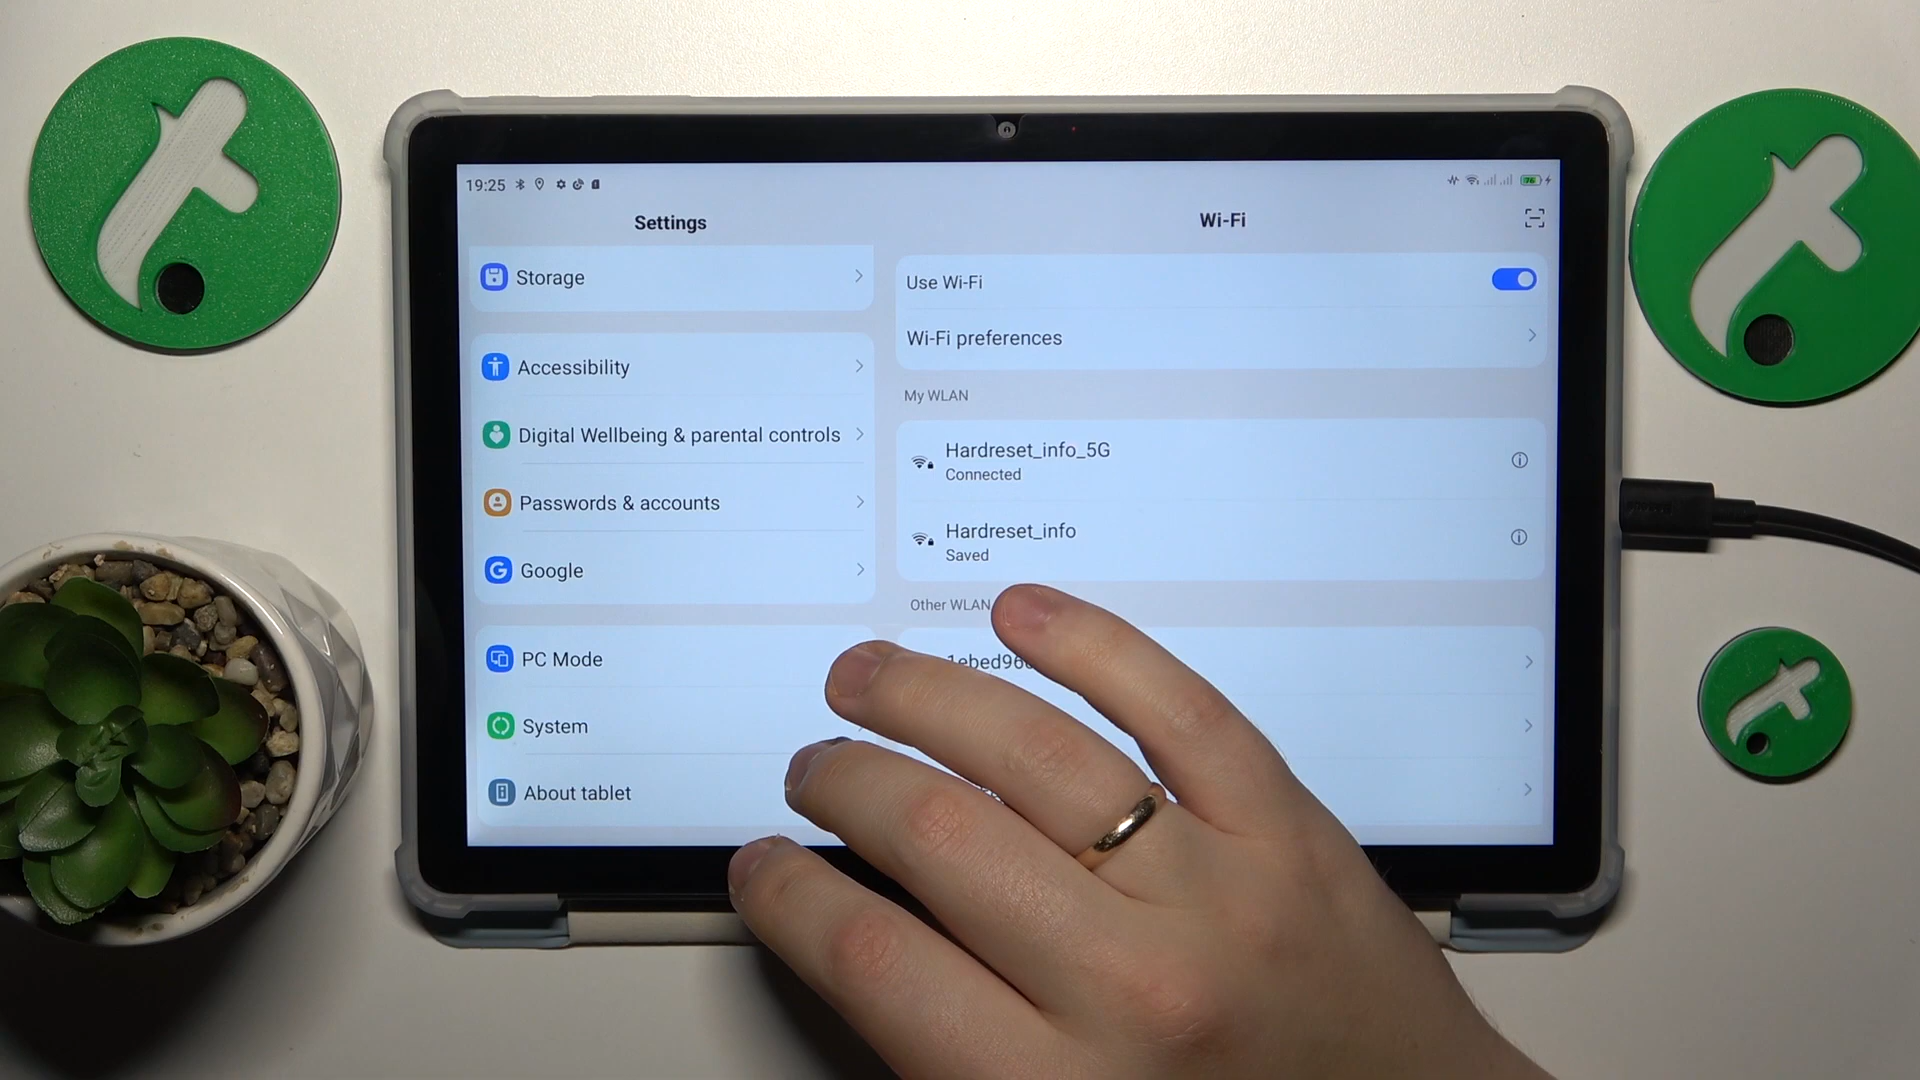 19:25
76
Settings
Wi-Fi
Storage
Use Wi-Fi
Wi-Fi preferences
Accessibility
My WLAN
Digital Wellbeing & parental controls
Hardreset_info_5G
Connected
Passwords & accounts
Hardreset_info
Saved
Google
Other WLAN
PC Mode
System
About tablet